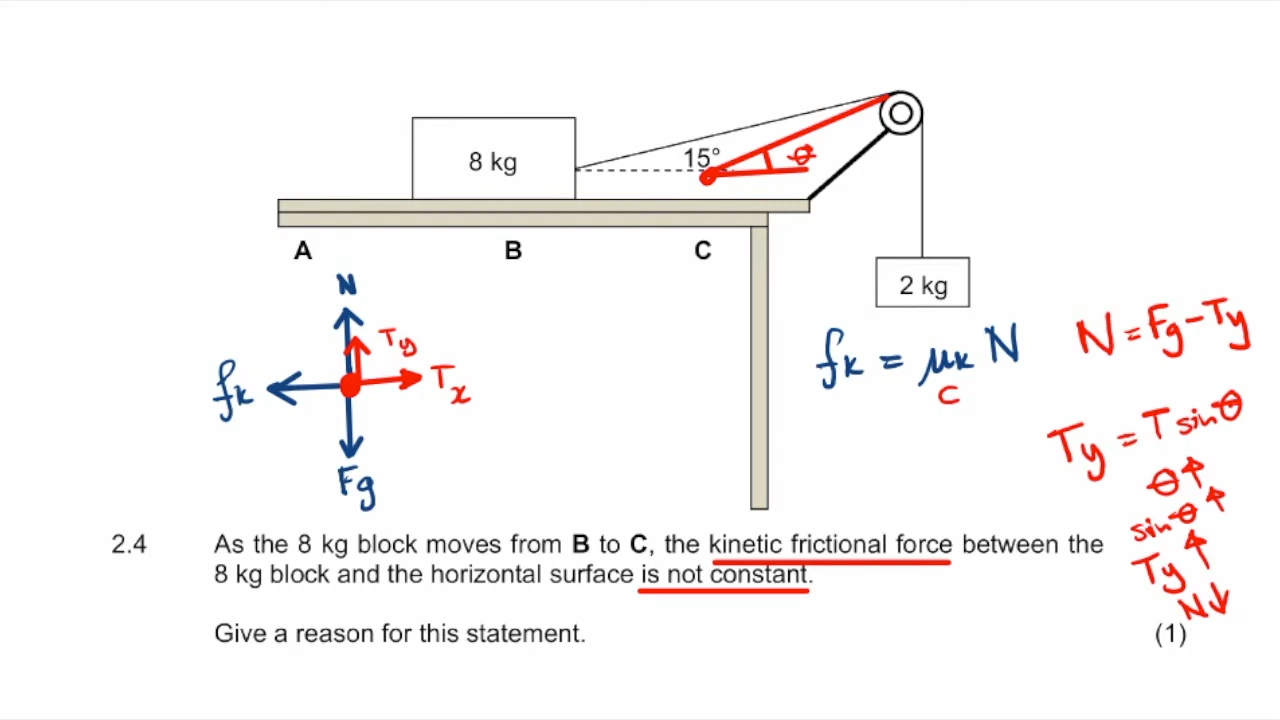 8 kg
15°
θ
A B C
2 kg
N
Ty
fk
Tx
Fg
fk = μk N
C
N = Fg - Ty
Ty = T sin θ
θ ↑
sin θ ↑
Ty ↑
N ↓
2.4 As the 8 kg block moves from B to C, the kinetic frictional force between the
8 kg block and the horizontal surface is not constant.
Give a reason for this statement. (1)